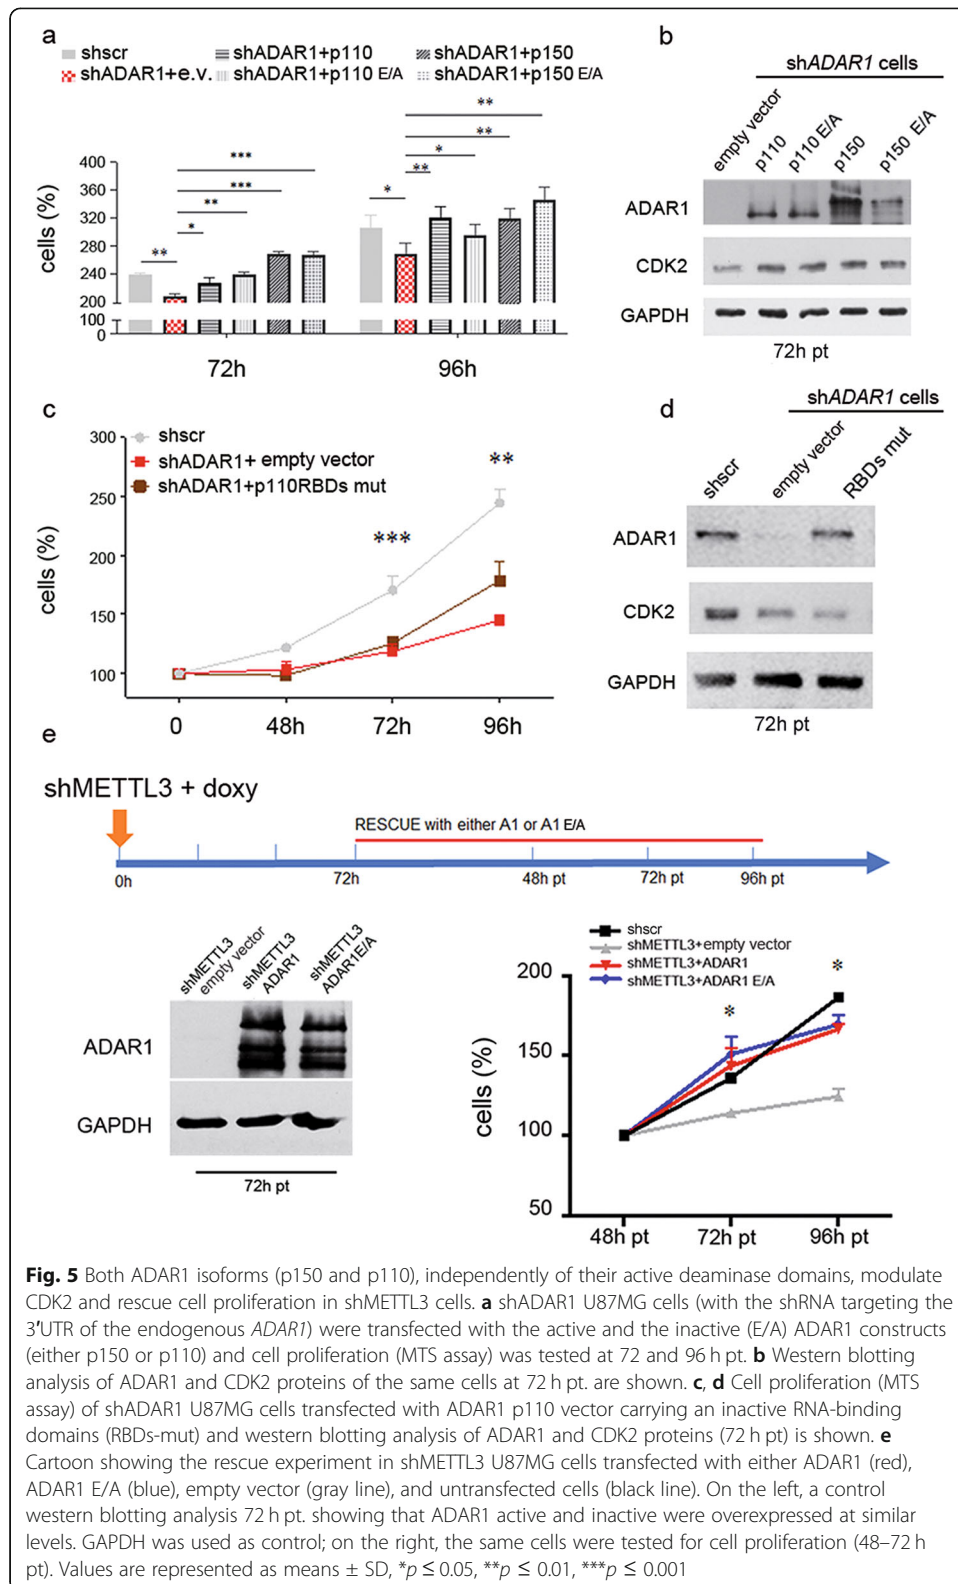 a
shscr
shADAR1+p110
shADAR1+p150
shADAR1+e.v.
shADAR1+p110 E/A
shADAR1+p150 E/A
cells (%)
400
360
320
280
240
200
100
0
**
*
**
***
***
*
**
*
**
**
72h
96h
b
shADAR1 cells
empty vector
p110
p110 E/A
p150
p150 E/A
ADAR1
CDK2
GAPDH
72h pt
c
shscr
shADAR1+ empty vector
shADAR1+p110RBDs mut
cells (%)
300
250
200
150
100
***
**
0
48h
72h
96h
d
shADAR1 cells
shscr
empty vector
RBDs mut
ADAR1
CDK2
GAPDH
72h pt
e
shMETTL3 + doxy
RESCUE with either A1 or A1 E/A
0h
72h
48h pt
72h pt
96h pt
shMETTL3
empty vector
shMETTL3
ADAR1
shMETTL3
ADAR1E/A
ADAR1
GAPDH
72h pt
shscr
shMETTL3+empty vector
shMETTL3+ADAR1
shMETTL3+ADAR1 E/A
cells (%)
200
150
100
50
*
*
48h pt
72h pt
96h pt
Fig. 5 Both ADAR1 isoforms (p150 and p110), independently of their active deaminase domains, modulate
CDK2 and rescue cell proliferation in shMETTL3 cells. a shADAR1 U87MG cells (with the shRNA targeting the
3′UTR of the endogenous ADAR1) were transfected with the active and the inactive (E/A) ADAR1 constructs
(either p150 or p110) and cell proliferation (MTS assay) was tested at 72 and 96 h pt. b Western blotting
analysis of ADAR1 and CDK2 proteins of the same cells at 72 h pt. are shown. c, d Cell proliferation (MTS
assay) of shADAR1 U87MG cells transfected with ADAR1 p110 vector carrying an inactive RNA-binding
domains (RBDs-mut) and western blotting analysis of ADAR1 and CDK2 proteins (72 h pt) is shown. e
Cartoon showing the rescue experiment in shMETTL3 U87MG cells transfected with either ADAR1 (red),
ADAR1 E/A (blue), empty vector (gray line), and untransfected cells (black line). On the left, a control
western blotting analysis 72 h pt. showing that ADAR1 active and inactive were overexpressed at similar
levels. GAPDH was used as control; on the right, the same cells were tested for cell proliferation (48–72 h
pt). Values are represented as means ± SD, *p ≤ 0.05, **p ≤ 0.01, ***p ≤ 0.001